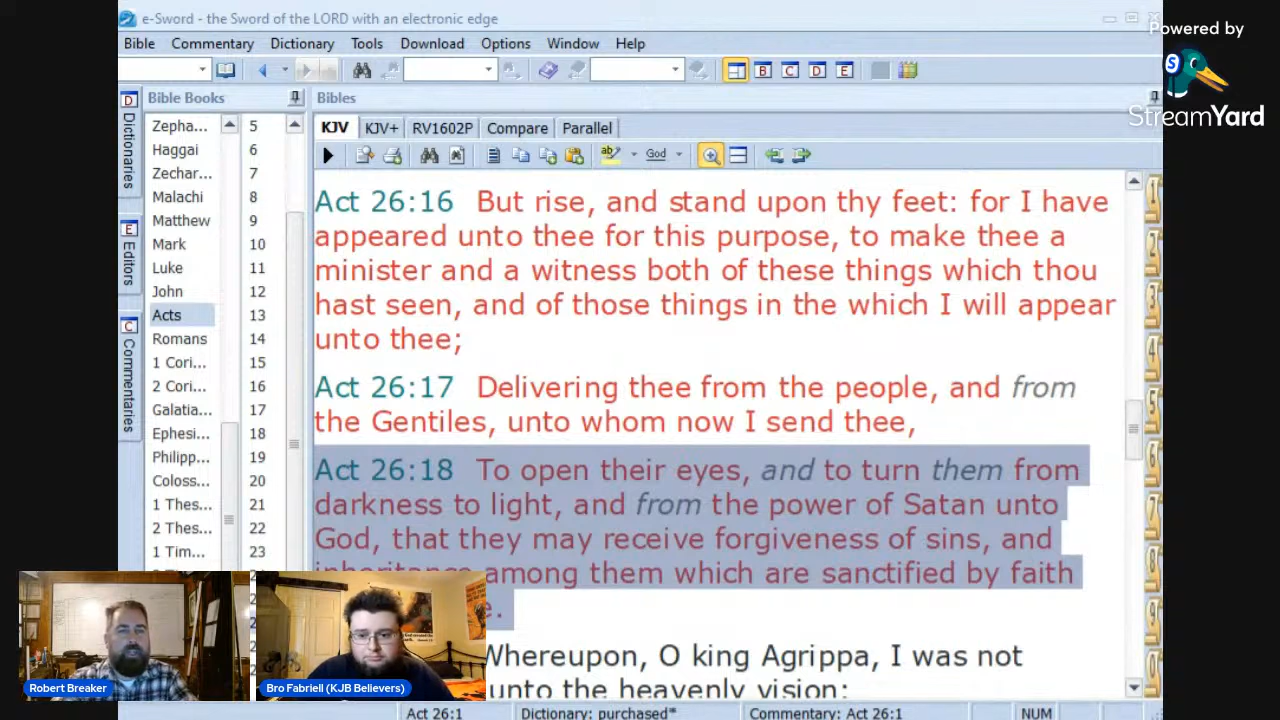 e-Sword - the Sword of the LORD with an electronic edge
Powered by
StreamYard
Bible Commentary Dictionary Tools Download Options Window Help
B C D E
Bible Books
Bibles
D Dictionaries
E Editors
C Commentaries
Zepha...
Haggai
Zechar...
Malachi
Matthew
Mark
Luke
John
Acts
Romans
1 Cori...
2 Cori...
Galatia...
Ephesi...
Philipp...
Coloss...
1 Thes...
2 Thes...
1 Tim...
5
6
7
8
9
10
11
12
13
14
15
16
17
18
19
20
21
22
23
KJV KJV+ RV1602P Compare Parallel
ab God
Act 26:16 But rise, and stand upon thy feet: for I have
appeared unto thee for this purpose, to make thee a
minister and a witness both of these things which thou
hast seen, and of those things in the which I will appear
unto thee;
Act 26:17 Delivering thee from the people, and from
the Gentiles, unto whom now I send thee,
Act 26:18 To open their eyes, and to turn them from
darkness to light, and from the power of Satan unto
God, that they may receive forgiveness of sins, and
inheritance among them which are sanctified by faith
e.
Whereupon, O king Agrippa, I was not
unto the heavenly vision:
Robert Breaker
Bro Fabriell (KJB Believers)
Act 26:1 Dictionary: purchased* Commentary: Act 26:1 NUM